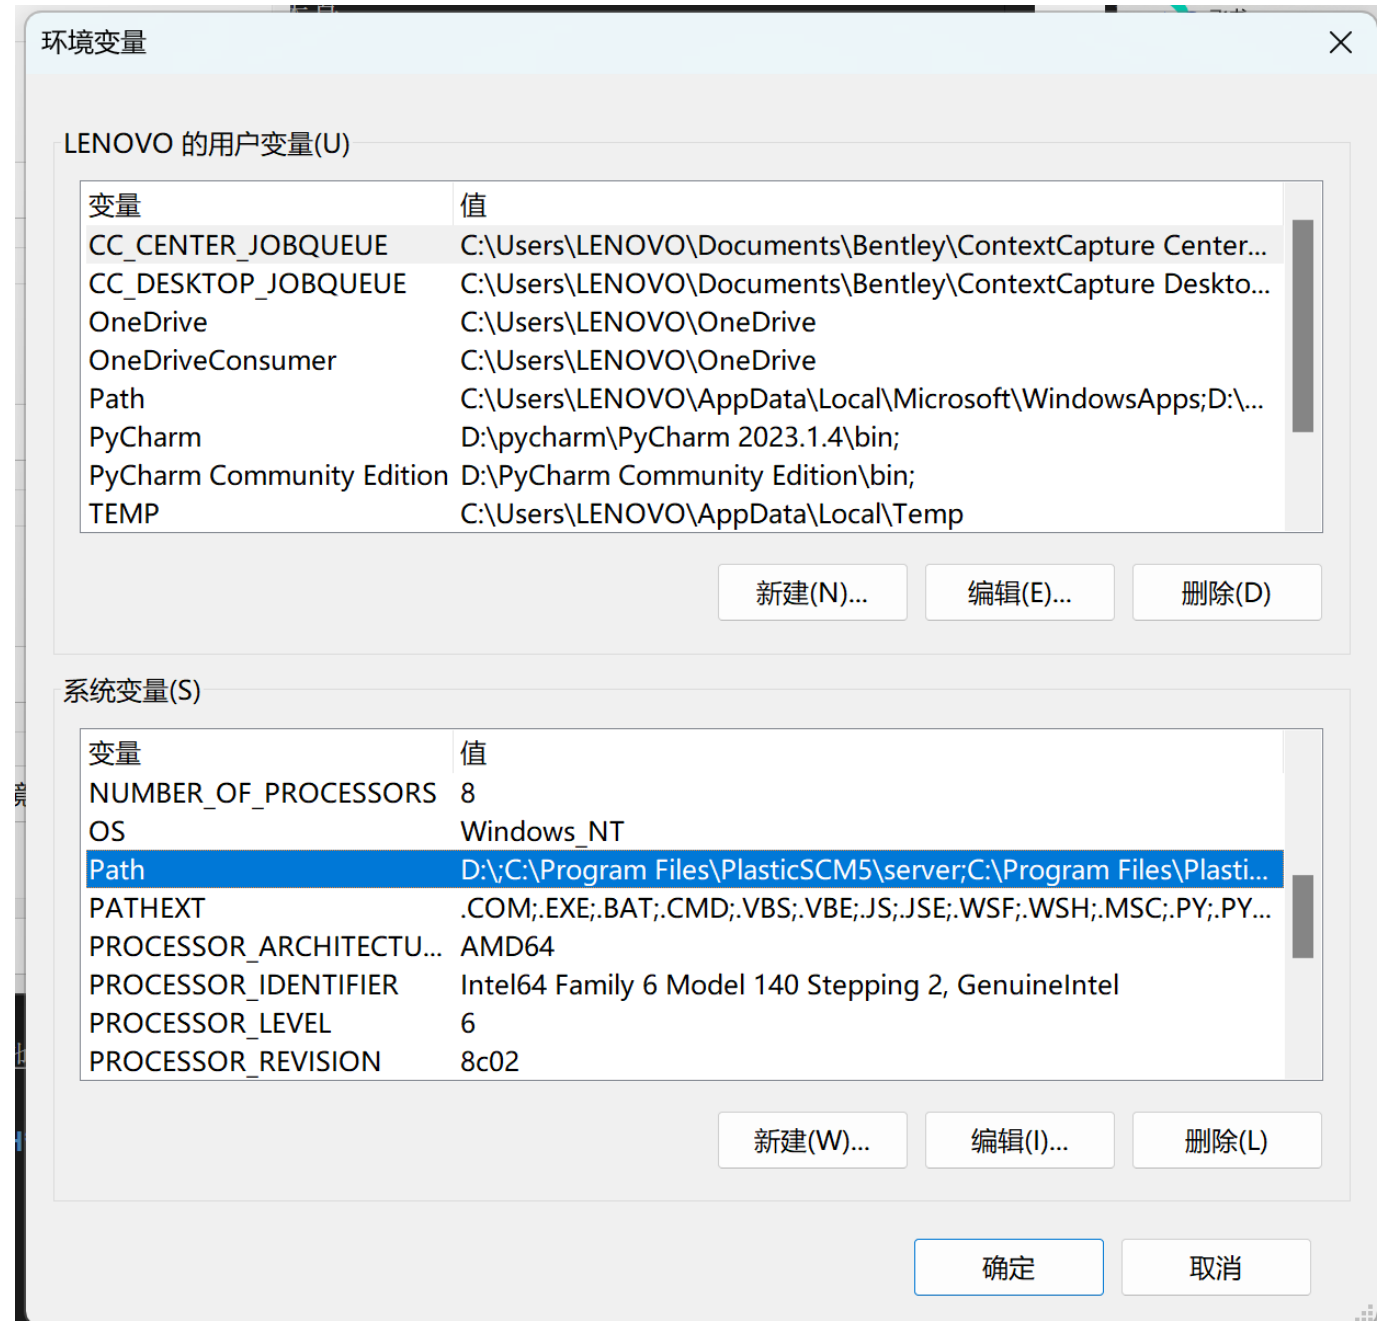 环境变量
LENOVO 的用户变量(U)
变量 值
CC_CENTER_JOBQUEUE C:\Users\LENOVO\Documents\Bentley\ContextCapture Center...
CC_DESKTOP_JOBQUEUE C:\Users\LENOVO\Documents\Bentley\ContextCapture Deskto...
OneDrive C:\Users\LENOVO\OneDrive
OneDriveConsumer C:\Users\LENOVO\OneDrive
Path C:\Users\LENOVO\AppData\Local\Microsoft\WindowsApps;D:\...
PyCharm D:\pycharm\PyCharm 2023.1.4\bin;
PyCharm Community Edition D:\PyCharm Community Edition\bin;
TEMP C:\Users\LENOVO\AppData\Local\Temp
新建(N)... 编辑(E)... 删除(D)
系统变量(S)
变量 值
NUMBER_OF_PROCESSORS 8
OS Windows_NT
Path D:\;C:\Program Files\PlasticSCM5\server;C:\Program Files\Plasti...
PATHEXT .COM;.EXE;.BAT;.CMD;.VBS;.VBE;.JS;.JSE;.WSF;.WSH;.MSC;.PY;.PY...
PROCESSOR_ARCHITECTU... AMD64
PROCESSOR_IDENTIFIER Intel64 Family 6 Model 140 Stepping 2, GenuineIntel
PROCESSOR_LEVEL 6
PROCESSOR_REVISION 8c02
新建(W)... 编辑(I)... 删除(L)
确定 取消